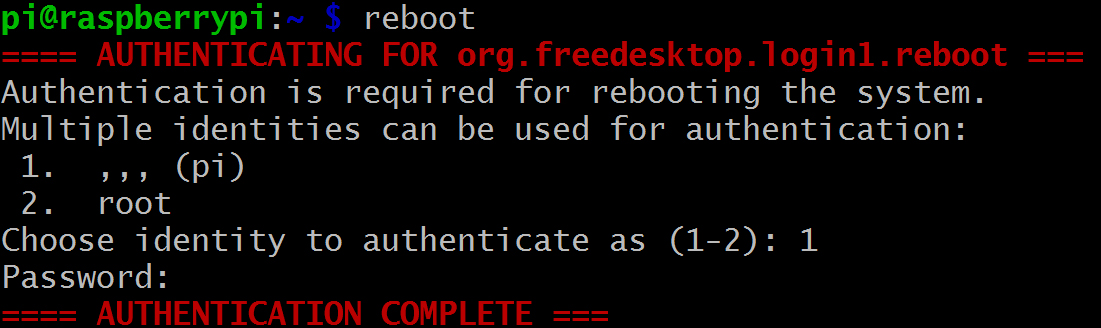 pi@raspberrypi:~ $ reboot
==== AUTHENTICATING FOR org.freedesktop.login1.reboot ===
Authentication is required for rebooting the system.
Multiple identities can be used for authentication:
 1.  ,,, (pi)
 2.  root
Choose identity to authenticate as (1-2): 1
Password:
==== AUTHENTICATION COMPLETE ===